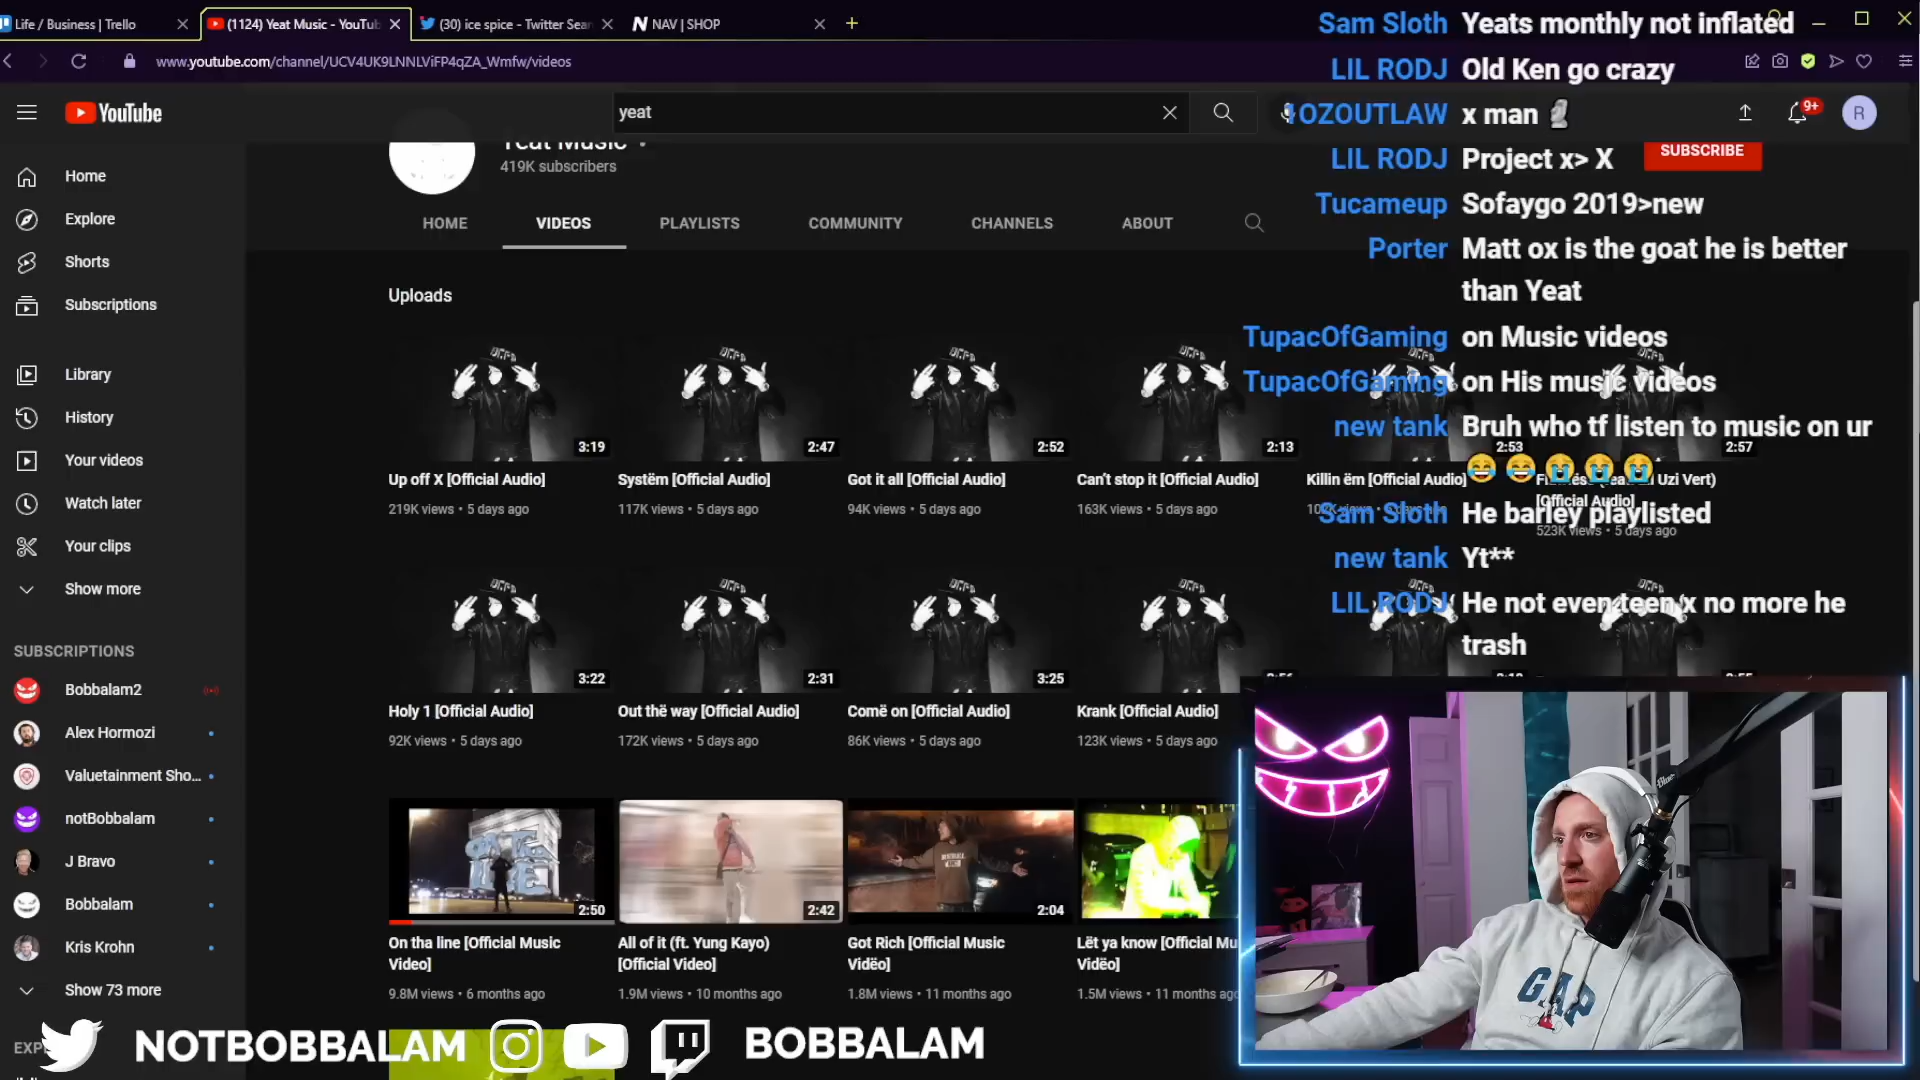 Life / Business | Trello
(1124) Yeat Music - YouTub
(30) ice spice - Twitter Sear
NAV | SHOP
www.youtube.com/channel/UCV4UK9LNNLViFP4qZA_Wmfw/videos
YouTube
yeat
9+
R
Yeat Music
419K subscribers
SUBSCRIBE
HOME
VIDEOS
PLAYLISTS
COMMUNITY
CHANNELS
ABOUT
Home
Explore
Shorts
Subscriptions
Library
History
Your videos
Watch later
Your clips
Show more
SUBSCRIPTIONS
Bobbalam2
Alex Hormozi
Valuetainment Sho...
notBobbalam
J Bravo
Bobbalam
Kris Krohn
Show 73 more
Uploads
3:19
2:47
2:52
2:13
2:53
2:57
Up off X [Official Audio]
219K views • 5 days ago
Systëm [Official Audio]
117K views • 5 days ago
Got it all [Official Audio]
94K views • 5 days ago
Can't stop it [Official Audio]
163K views • 5 days ago
Killin ëm [Official Audio]
Uzi Vert)
[Official Audio]
523K views • 5 days ago
3:22
2:31
3:25
Holy 1 [Official Audio]
92K views • 5 days ago
Out thë way [Official Audio]
172K views • 5 days ago
Comë on [Official Audio]
86K views • 5 days ago
Krank [Official Audio]
123K views • 5 days ago
2:50
2:42
2:04
On tha line [Official Music
Video]
9.8M views • 6 months ago
All of it (ft. Yung Kayo)
[Official Video]
1.9M views • 10 months ago
Got Rich [Official Music
Vidëo]
1.8M views • 11 months ago
Lët ya know [Official Mu
Vidëo]
1.5M views • 11 months ago
Sam Sloth Yeats monthly not inflated
LIL RODJ Old Ken go crazy
OZOUTLAW x man 🗿
LIL RODJ Project x> X
Tucameup Sofaygo 2019>new
Porter Matt ox is the goat he is better
than Yeat
TupacOfGaming on Music videos
TupacOfGaming on His music videos
new tank Bruh who tf listen to music on ur
😂 😂 😭 😭 😭
Sam Sloth He barley playlisted
new tank Yt**
LIL RODJ He not even teen x no more he
trash
Blue
GAP
NOTBOBBALAM
BOBBALAM